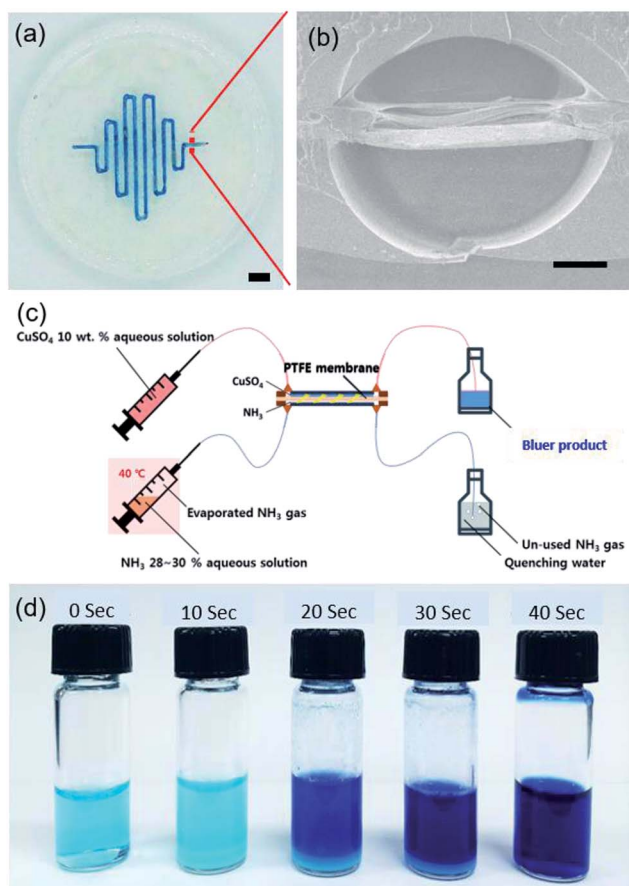 (a)
(b)
(c)
CuSO₄ 10 wt. % aqueous solution
PTFE membrane
CuSO₄
NH₃
Bluer product
40 ℃
Evaporated NH₃ gas
NH₃ 28~30 % aqueous solution
Un-used NH₃ gas
Quenching water
(d)
0 Sec 10 Sec 20 Sec 30 Sec 40 Sec